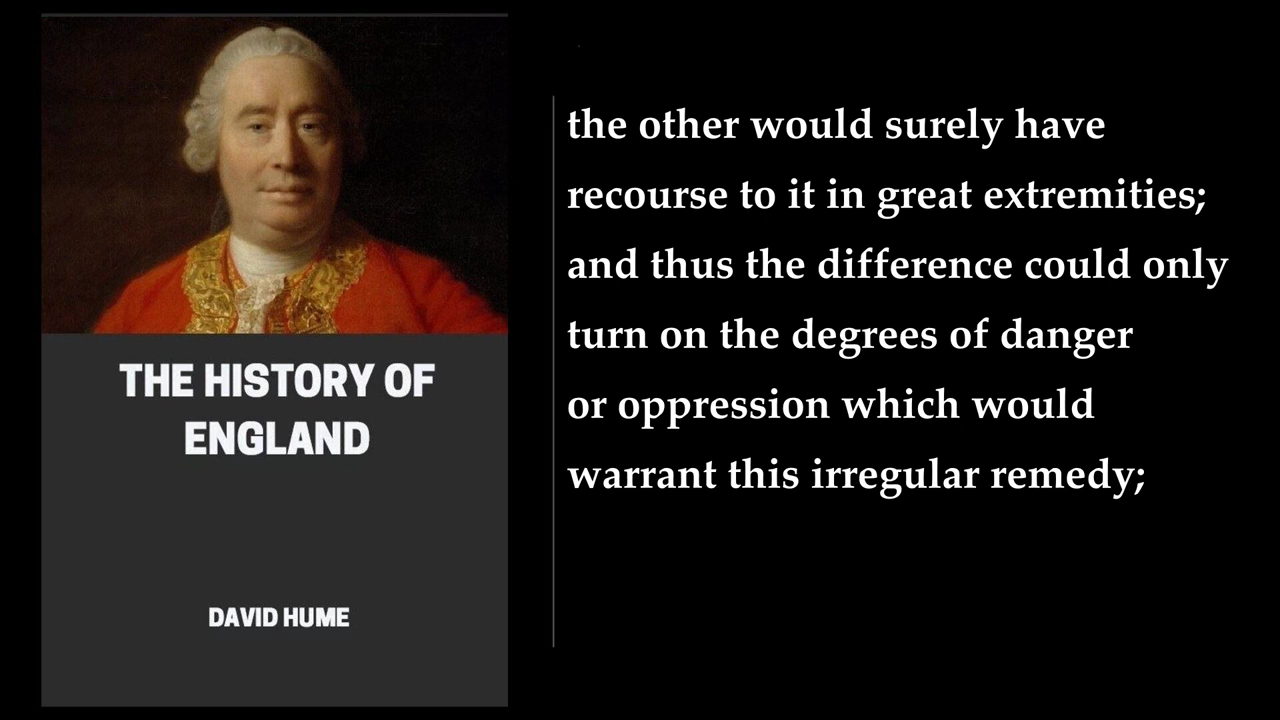 THE HISTORY OF
ENGLAND
DAVID HUME
the other would surely have
recourse to it in great extremities;
and thus the difference could only
turn on the degrees of danger
or oppression which would
warrant this irregular remedy;